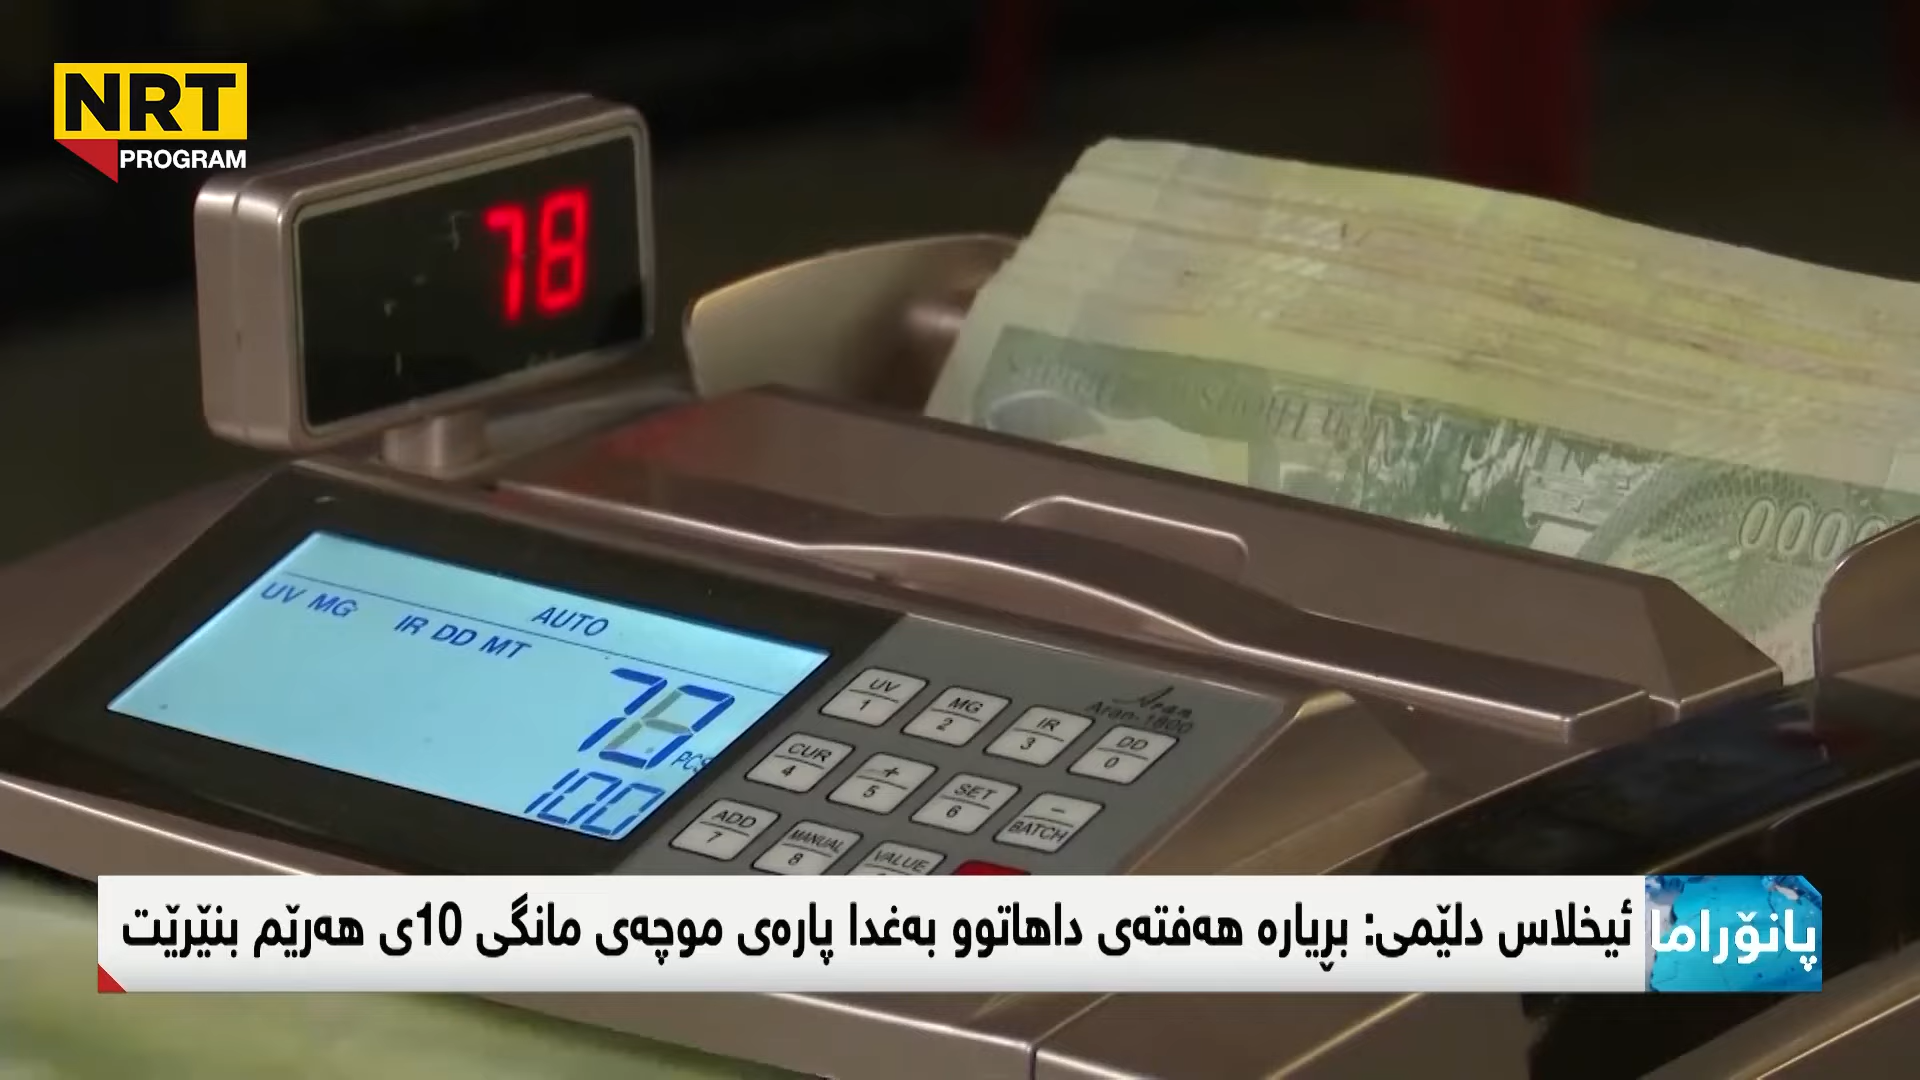 NRT
PROGRAM
78
AUTO
UV MG IR DD MT
PCS
100
Aran-1800
UV
1
MG
2
IR
3
DD
0
CUR
4
+
5
SET
6
-
BATCH
ADD
7
MANUAL
8
VALUE
پانۆراما
ئیخلاس دلێمی: بڕیارە هەفتەی داهاتوو بەغدا پارەی موچەی مانگی 10ی هەرێم بنێرێت